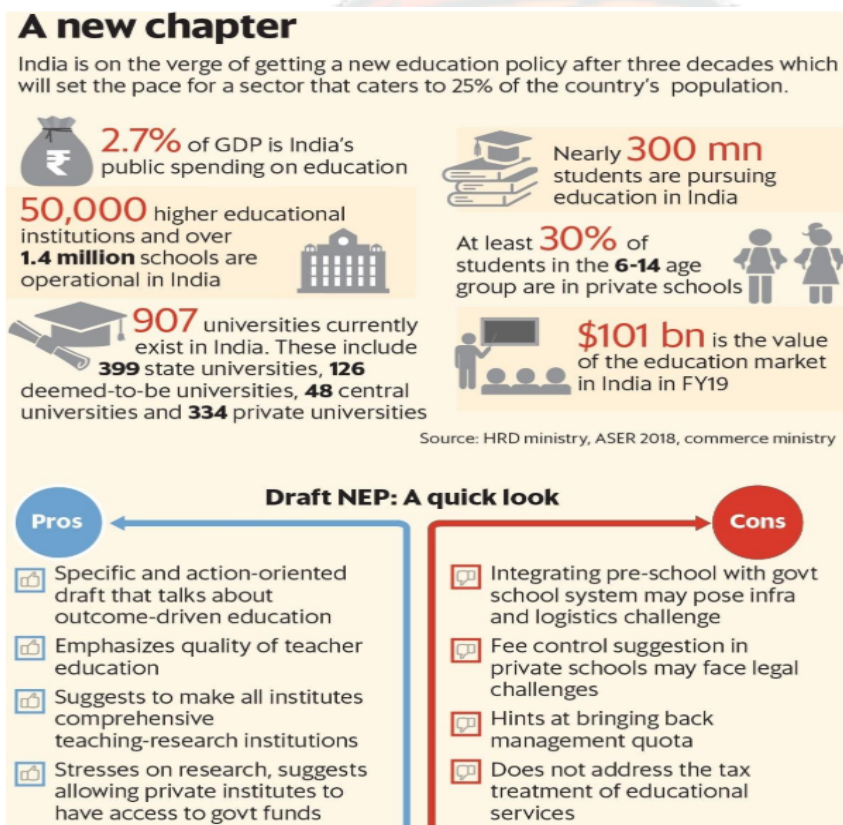 A new chapter
India is on the verge of getting a new education policy after three decades which
will set the pace for a sector that caters to 25% of the country's population.
₹
2.7% of GDP is India's
public spending on education
50,000 higher educational
institutions and over
1.4 million schools are
operational in India
907 universities currently
exist in India. These include
399 state universities, 126
deemed-to-be universities, 48 central
universities and 334 private universities
Nearly 300 mn
students are pursuing
education in India
At least 30% of
students in the 6-14 age
group are in private schools
$101 bn is the value
of the education market
in India in FY19
Source: HRD ministry, ASER 2018, commerce ministry
Draft NEP: A quick look
Pros
Specific and action-oriented
draft that talks about
outcome-driven education
Emphasizes quality of teacher
education
Suggests to make all institutes
comprehensive
teaching-research institutions
Stresses on research, suggests
allowing private institutes to
have access to govt funds
Cons
Integrating pre-school with govt
school system may pose infra
and logistics challenge
Fee control suggestion in
private schools may face legal
challenges
Hints at bringing back
management quota
Does not address the tax
treatment of educational
services